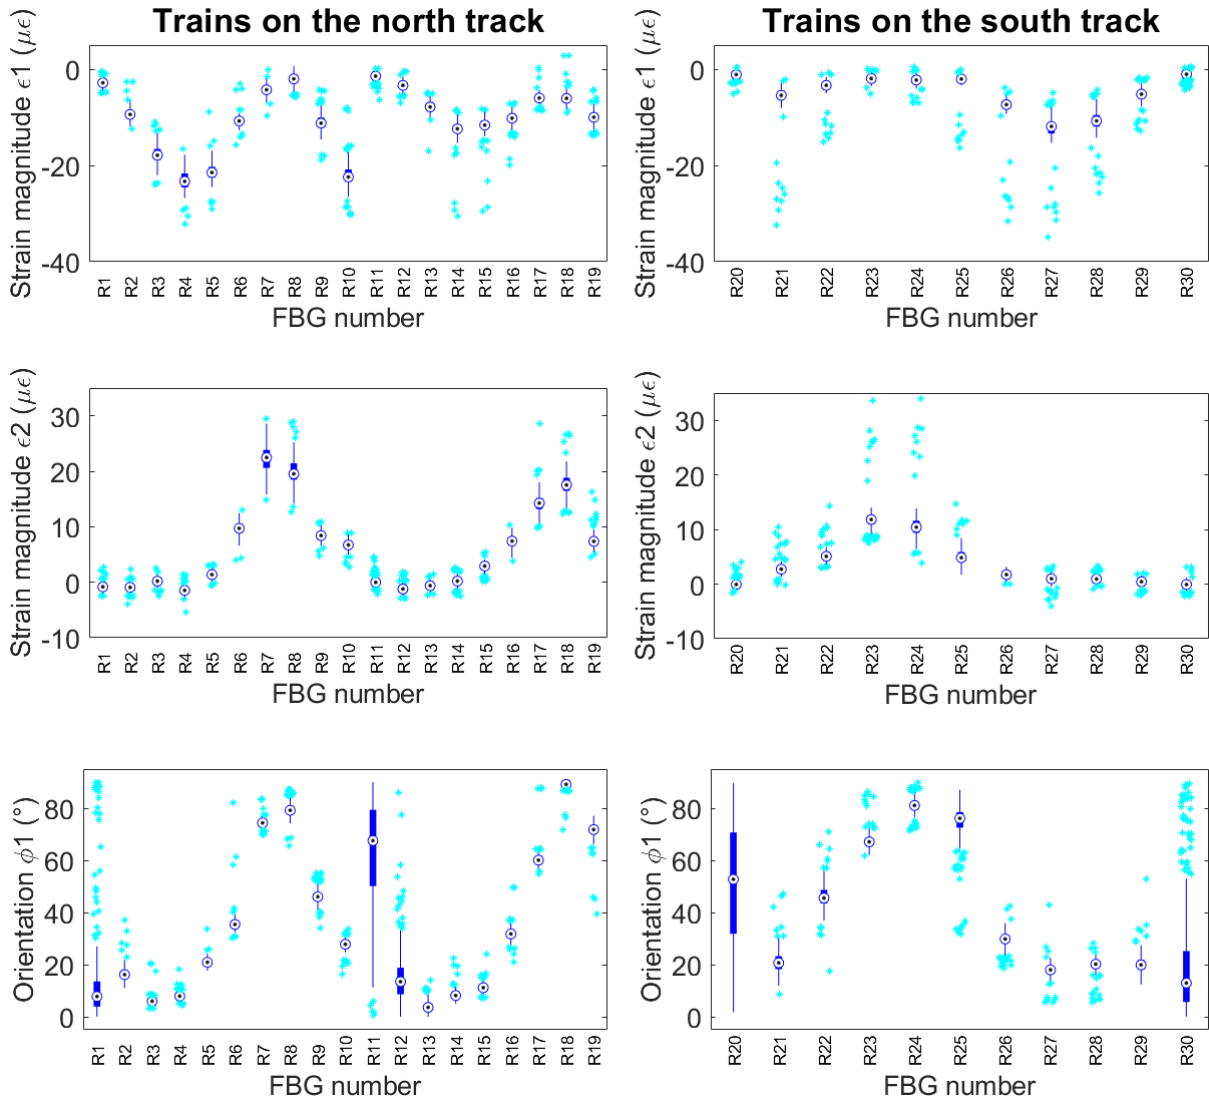 Trains on the north track
Strain magnitude ϵ1 (μϵ)
0
-20
-40
R1 R2 R3 R4 R5 R6 R7 R8 R9 R10 R11 R12 R13 R14 R15 R16 R17 R18 R19
FBG number
Trains on the south track
Strain magnitude ϵ1 (μϵ)
0
-20
-40
R20 R21 R22 R23 R24 R25 R26 R27 R28 R29 R30
FBG number
Strain magnitude ϵ2 (μϵ)
30
20
10
0
-10
R1 R2 R3 R4 R5 R6 R7 R8 R9 R10 R11 R12 R13 R14 R15 R16 R17 R18 R19
FBG number
Strain magnitude ϵ2 (μϵ)
30
20
10
0
-10
R20 R21 R22 R23 R24 R25 R26 R27 R28 R29 R30
FBG number
Orientation ϕ1 (°)
80
60
40
20
0
R1 R2 R3 R4 R5 R6 R7 R8 R9 R10 R11 R12 R13 R14 R15 R16 R17 R18 R19
FBG number
Orientation ϕ1 (°)
80
60
40
20
0
R20 R21 R22 R23 R24 R25 R26 R27 R28 R29 R30
FBG number